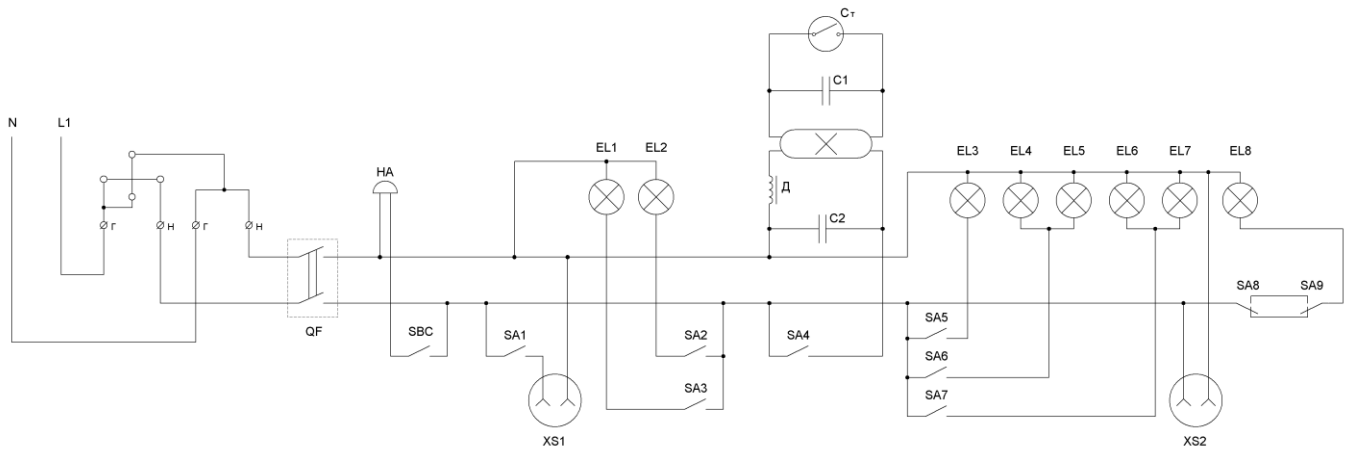 Cт
C1
N
L1
EL1
EL2
EL3
EL4
EL5
EL6
EL7
EL8
HA
Д
C2
Г
Н
Г
Н
SA8
SA9
QF
SBC
SA1
SA2
SA4
SA5
SA6
SA3
SA7
XS1
XS2